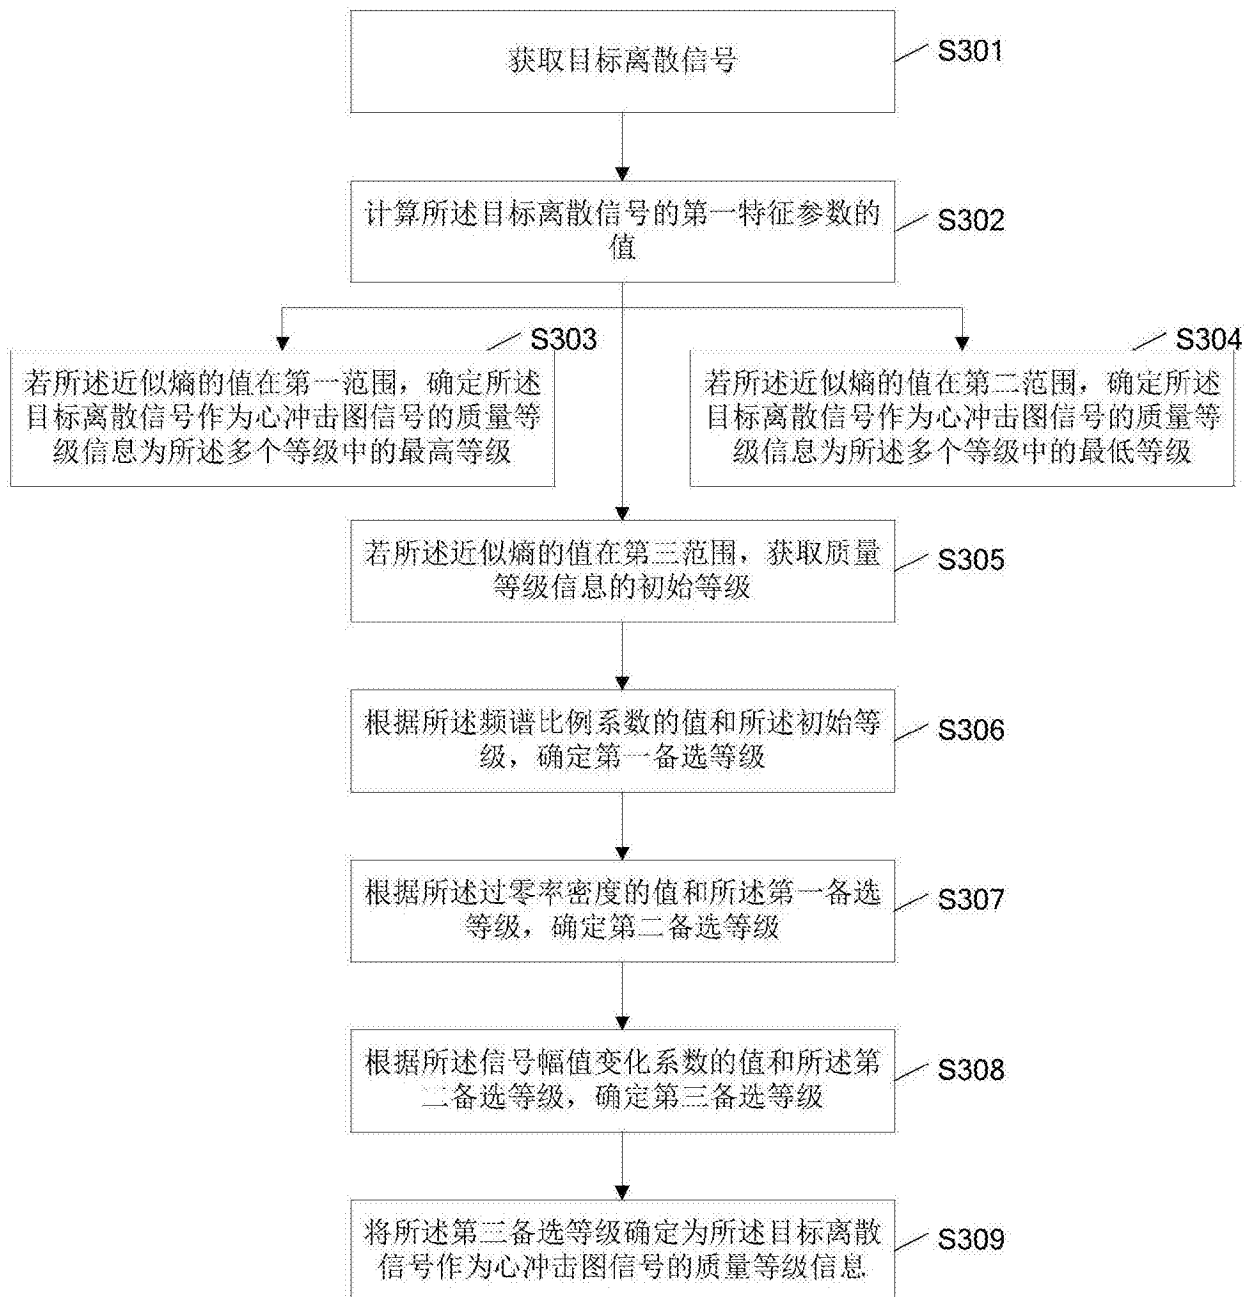 获取目标离散信号
S301
计算所述目标离散信号的第一特征参数的
值
S302
S303
若所述近似熵的值在第一范围，确定所述
目标离散信号作为心冲击图信号的质量等
级信息为所述多个等级中的最高等级
S304
若所述近似熵的值在第二范围，确定所述
目标离散信号作为心冲击图信号的质量等
级信息为所述多个等级中的最低等级
若所述近似熵的值在第三范围，获取质量
等级信息的初始等级
S305
根据所述频谱比例系数的值和所述初始等
级，确定第一备选等级
S306
根据所述过零率密度的值和所述第一备选
等级，确定第二备选等级
S307
根据所述信号幅值变化系数的值和所述第
二备选等级，确定第三备选等级
S308
将所述第三备选等级确定为所述目标离散
信号作为心冲击图信号的质量等级信息
S309